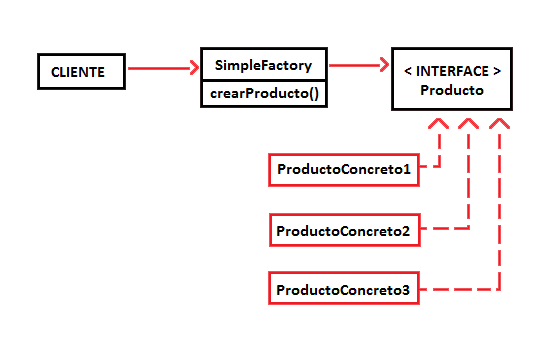 CLIENTE
SimpleFactory
crearProducto()
< INTERFACE >
Producto
ProductoConcreto1
ProductoConcreto2
ProductoConcreto3